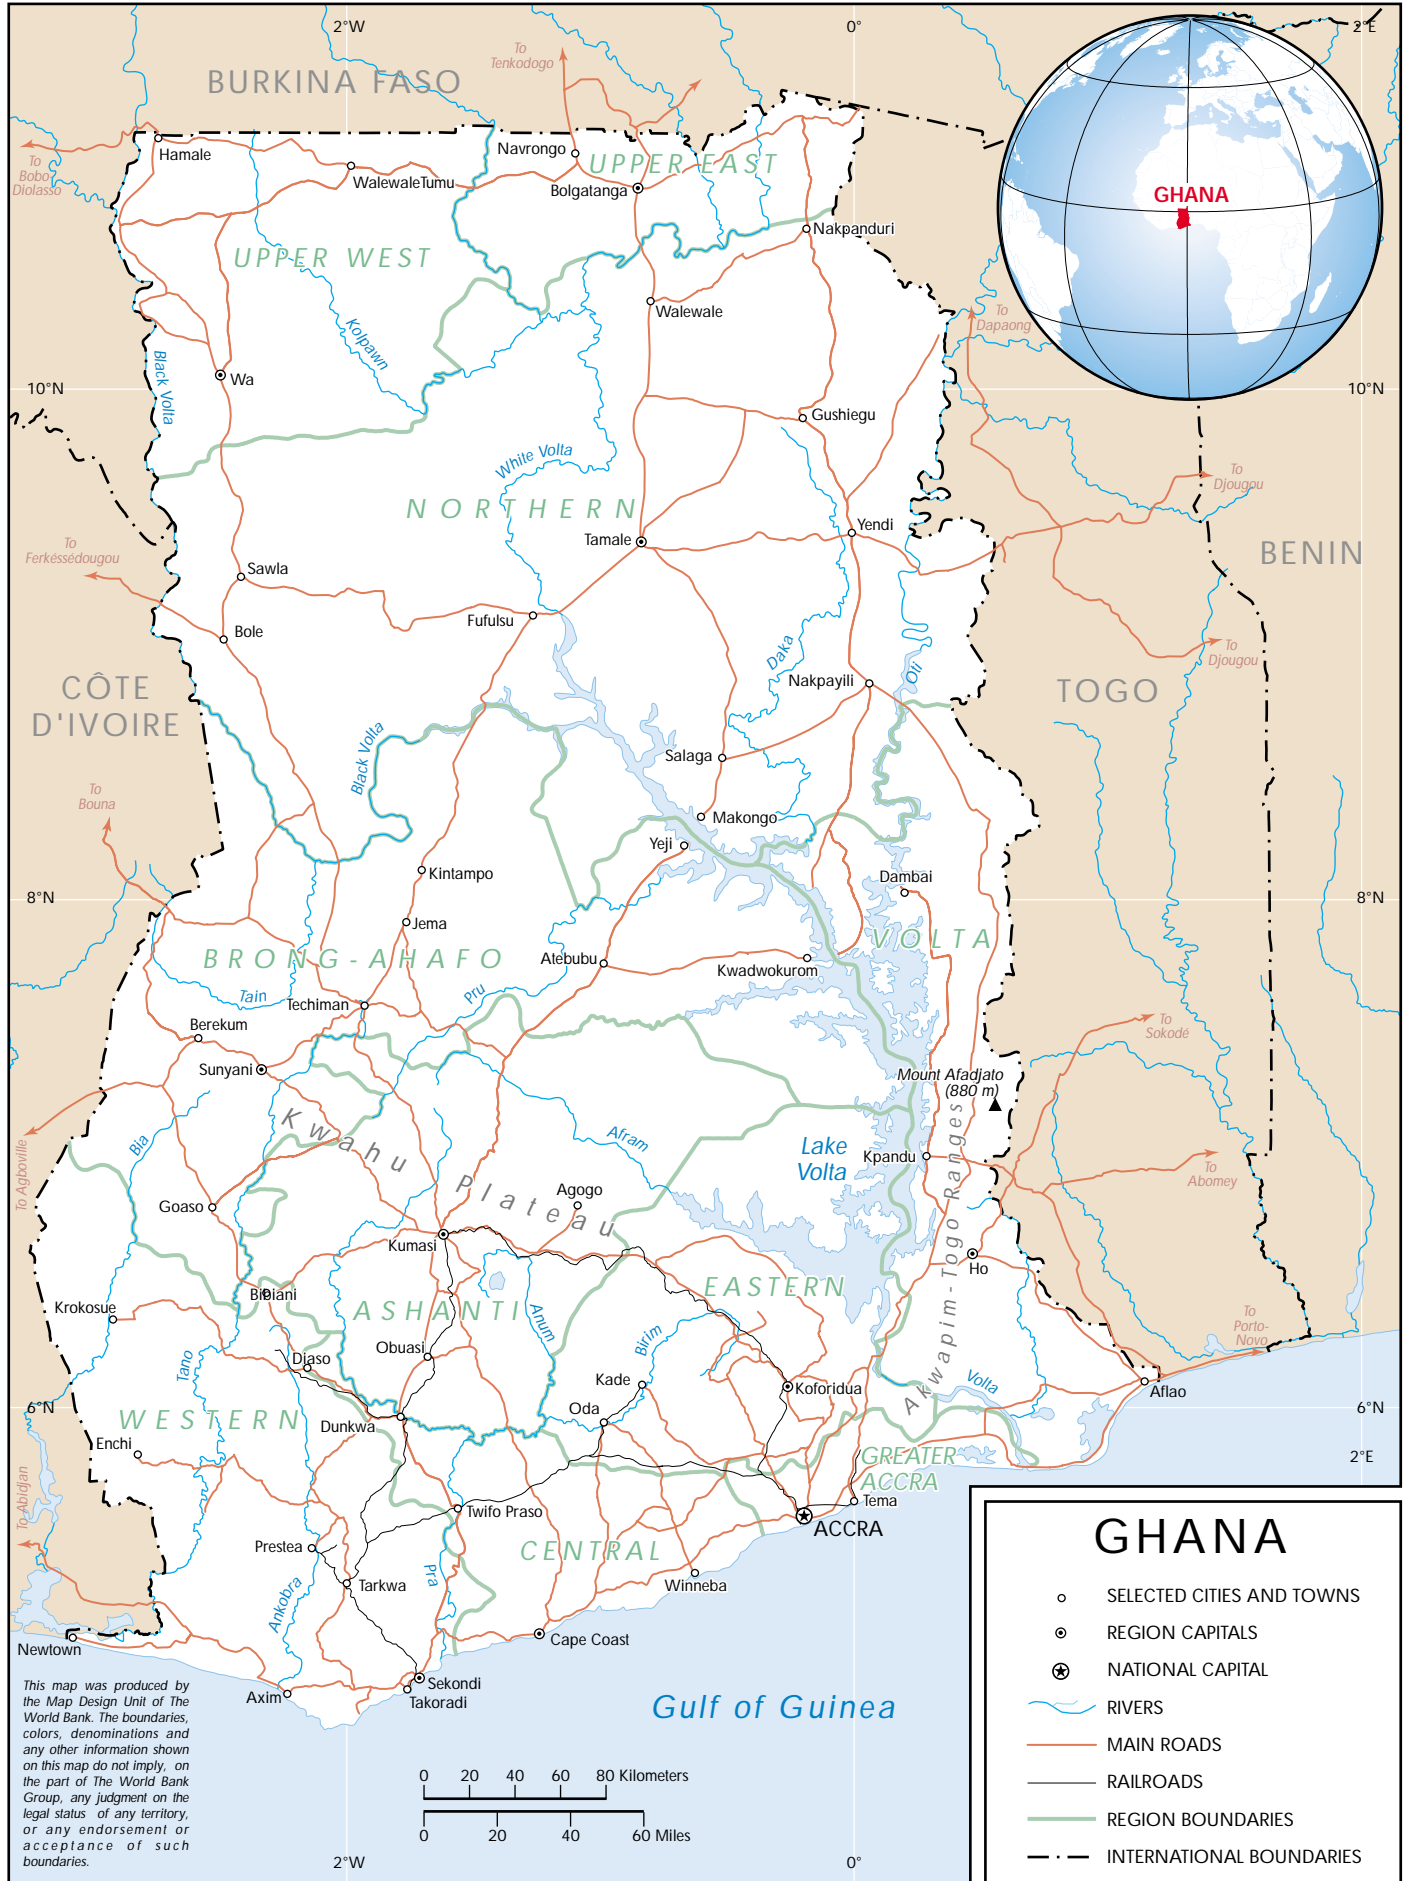 2°W
0°
2°E
To
Tenkodogo
BURKINA FASO
Hamale
Navrongo
UPPER EAST
To
Bobo
Diolasso
WalewaleTumu
Bolgatanga
GHANA
Nakpanduri
UPPER WEST
Walewale
To
Dapaong
Kolpawn
Black Volta
Wa
10°N
10°N
Gushiegu
White Volta
To
Djougou
NORTHERN
Yendi
Tamale
BENIN
To
Ferkéssédougou
Sawla
Fufulsu
Bole
Daka
Oti
To
Djougou
Nakpayili
CÔTE
D'IVOIRE
TOGO
Black Volta
Salaga
To
Bouna
Makongo
Yeji
Kintampo
Dambai
8°N
8°N
Jema
VOLTA
BRONG-AHAFO
Atebubu
Kwadwokurom
Tain
Pru
Techiman
Berekum
To
Sokodé
Sunyani
Mount Afadjato
(880 m)
Kwahu Plateau
Bia
Afram
Lake
Volta
Kpandu
To Agboville
To
Abomey
Agogo
Goaso
Akwapim-Togo Ranges
Kumasi
Ho
EASTERN
Bibiani
Krokosue
ASHANTI
Anum
To
Porto-
Novo
Birim
Obuasi
Tano
Diaso
Kade
Koforidua
Volta
Aflao
Oda
6°N
6°N
WESTERN
Dunkwa
Enchi
GREATER
ACCRA
2°E
To Abidjan
Tema
Twifo Praso
ACCRA
Prestea
CENTRAL
Pra
Tarkwa
Winneba
Ankobra
Cape Coast
Newtown
Sekondi
Takoradi
Axim
Gulf of Guinea
This map was produced by
the Map Design Unit of The
World Bank. The boundaries,
colors, denominations and
any other information shown
on this map do not imply, on
the part of The World Bank
Group, any judgment on the
legal status of any territory,
or any endorsement or
acceptance of such
boundaries.
0 20 40 60 80 Kilometers
0 20 40 60 Miles
2°W
0°
GHANA
SELECTED CITIES AND TOWNS
REGION CAPITALS
NATIONAL CAPITAL
RIVERS
MAIN ROADS
RAILROADS
REGION BOUNDARIES
INTERNATIONAL BOUNDARIES